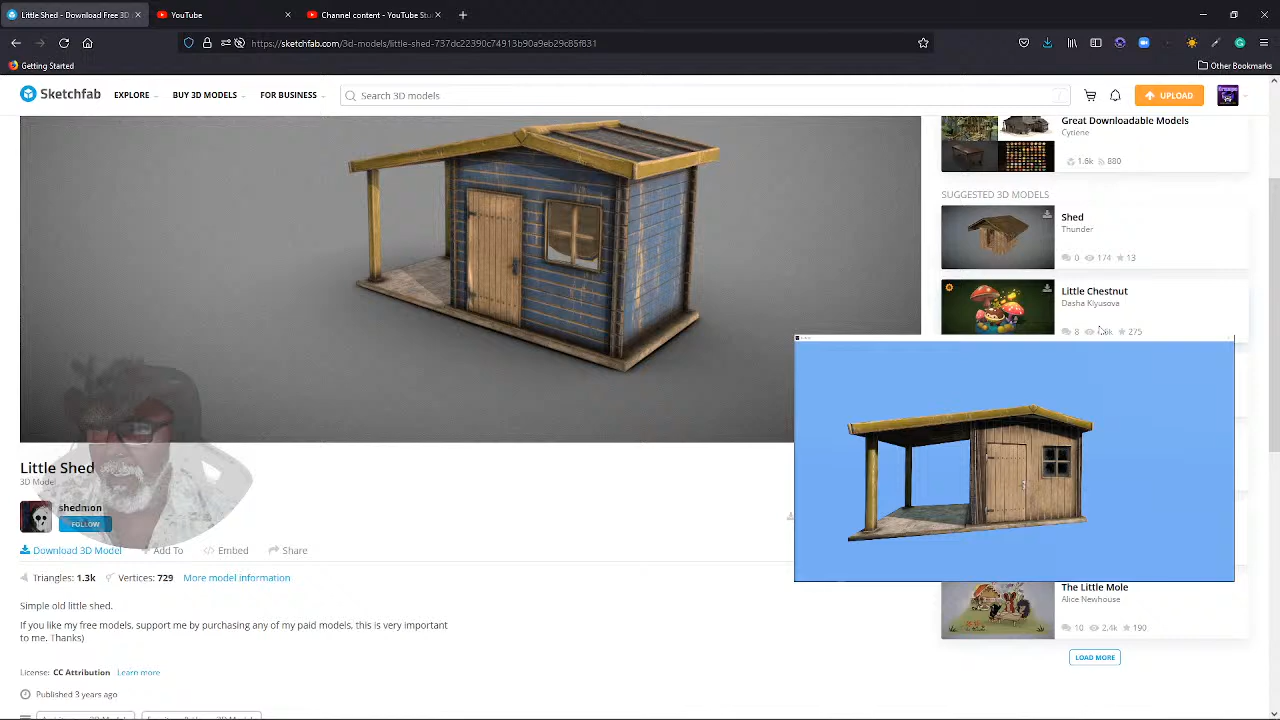 Little Shed - Download Free 3D
YouTube
Channel content - YouTube Stu
https://sketchfab.com/3d-models/little-shed-737dc22390c74913b90a9eb29c85f831
Getting Started
Other Bookmarks
Sketchfab
EXPLORE
BUY 3D MODELS
FOR BUSINESS
Search 3D models
/
UPLOAD
Great Downloadable Models
Cytiene
1.6k
880
SUGGESTED 3D MODELS
Shed
Thunder
0
174
13
Little Chestnut
Dasha Klyusova
8
275
Little Shed
3D Model
shedmon
FOLLOW
Download 3D Model
Add To
Embed
Share
Triangles: 1.3k
Vertices: 729
More model information
Simple old little shed.
If you like my free models, support me by purchasing any of my paid models, this is very important
to me. Thanks)
License: CC Attribution
Learn more
Published 3 years ago
The Little Mole
Alice Newhouse
10
2.4k
190
LOAD MORE